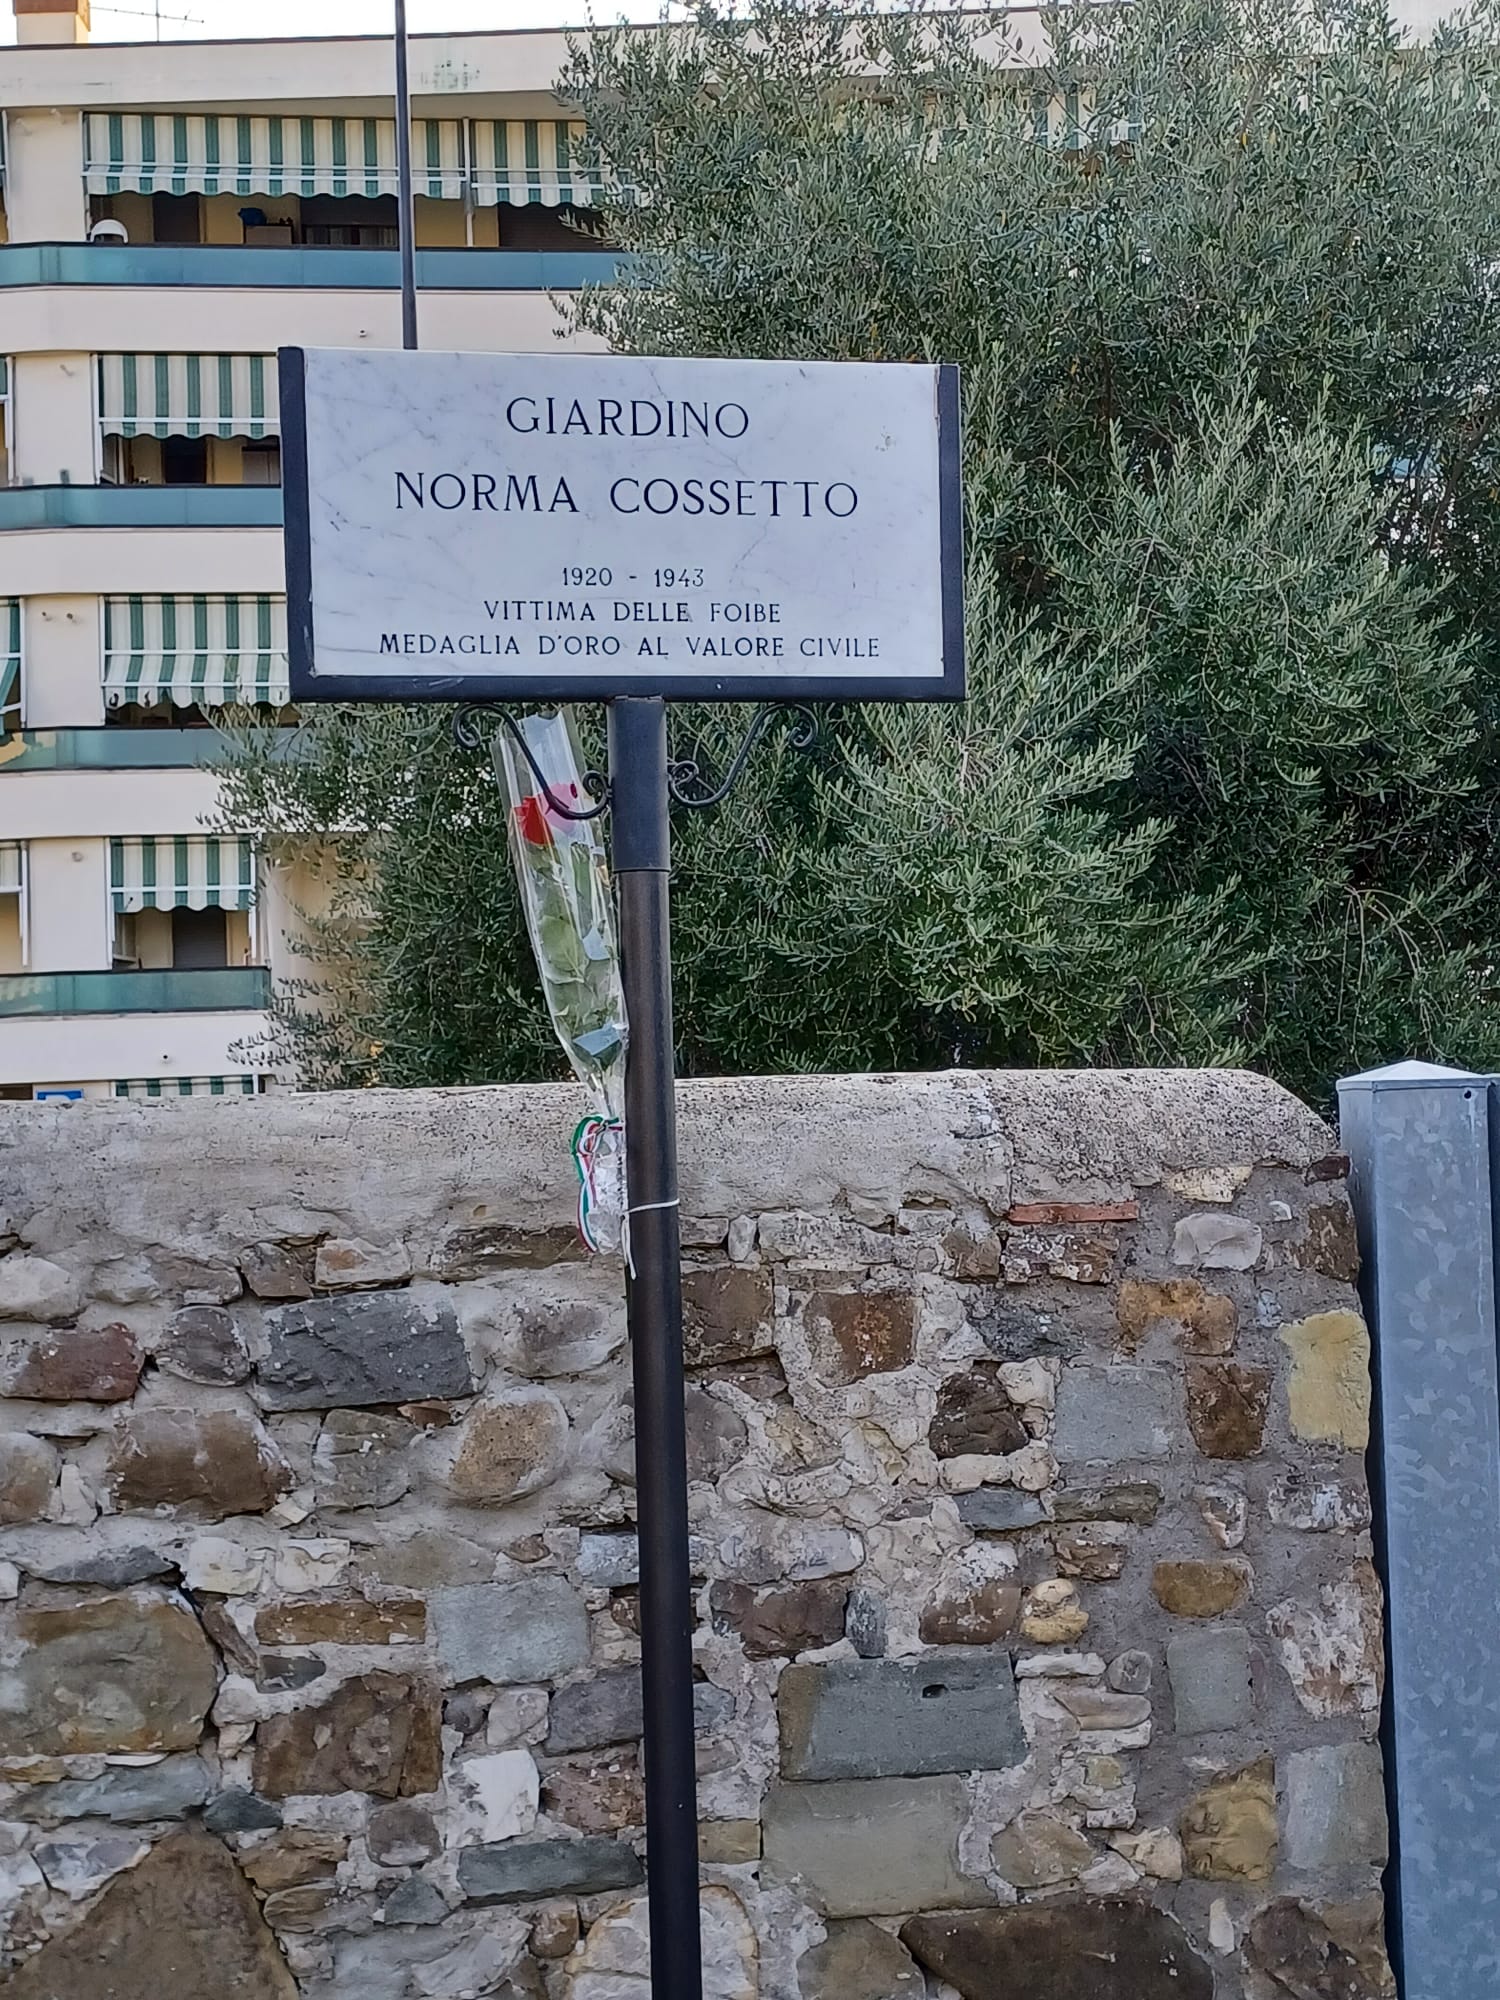 GIARDINO
NORMA COSSETTO
1920 - 1943
VITTIMA DELLE FOIBE
MEDAGLIA D'ORO AL VALORE CIVILE